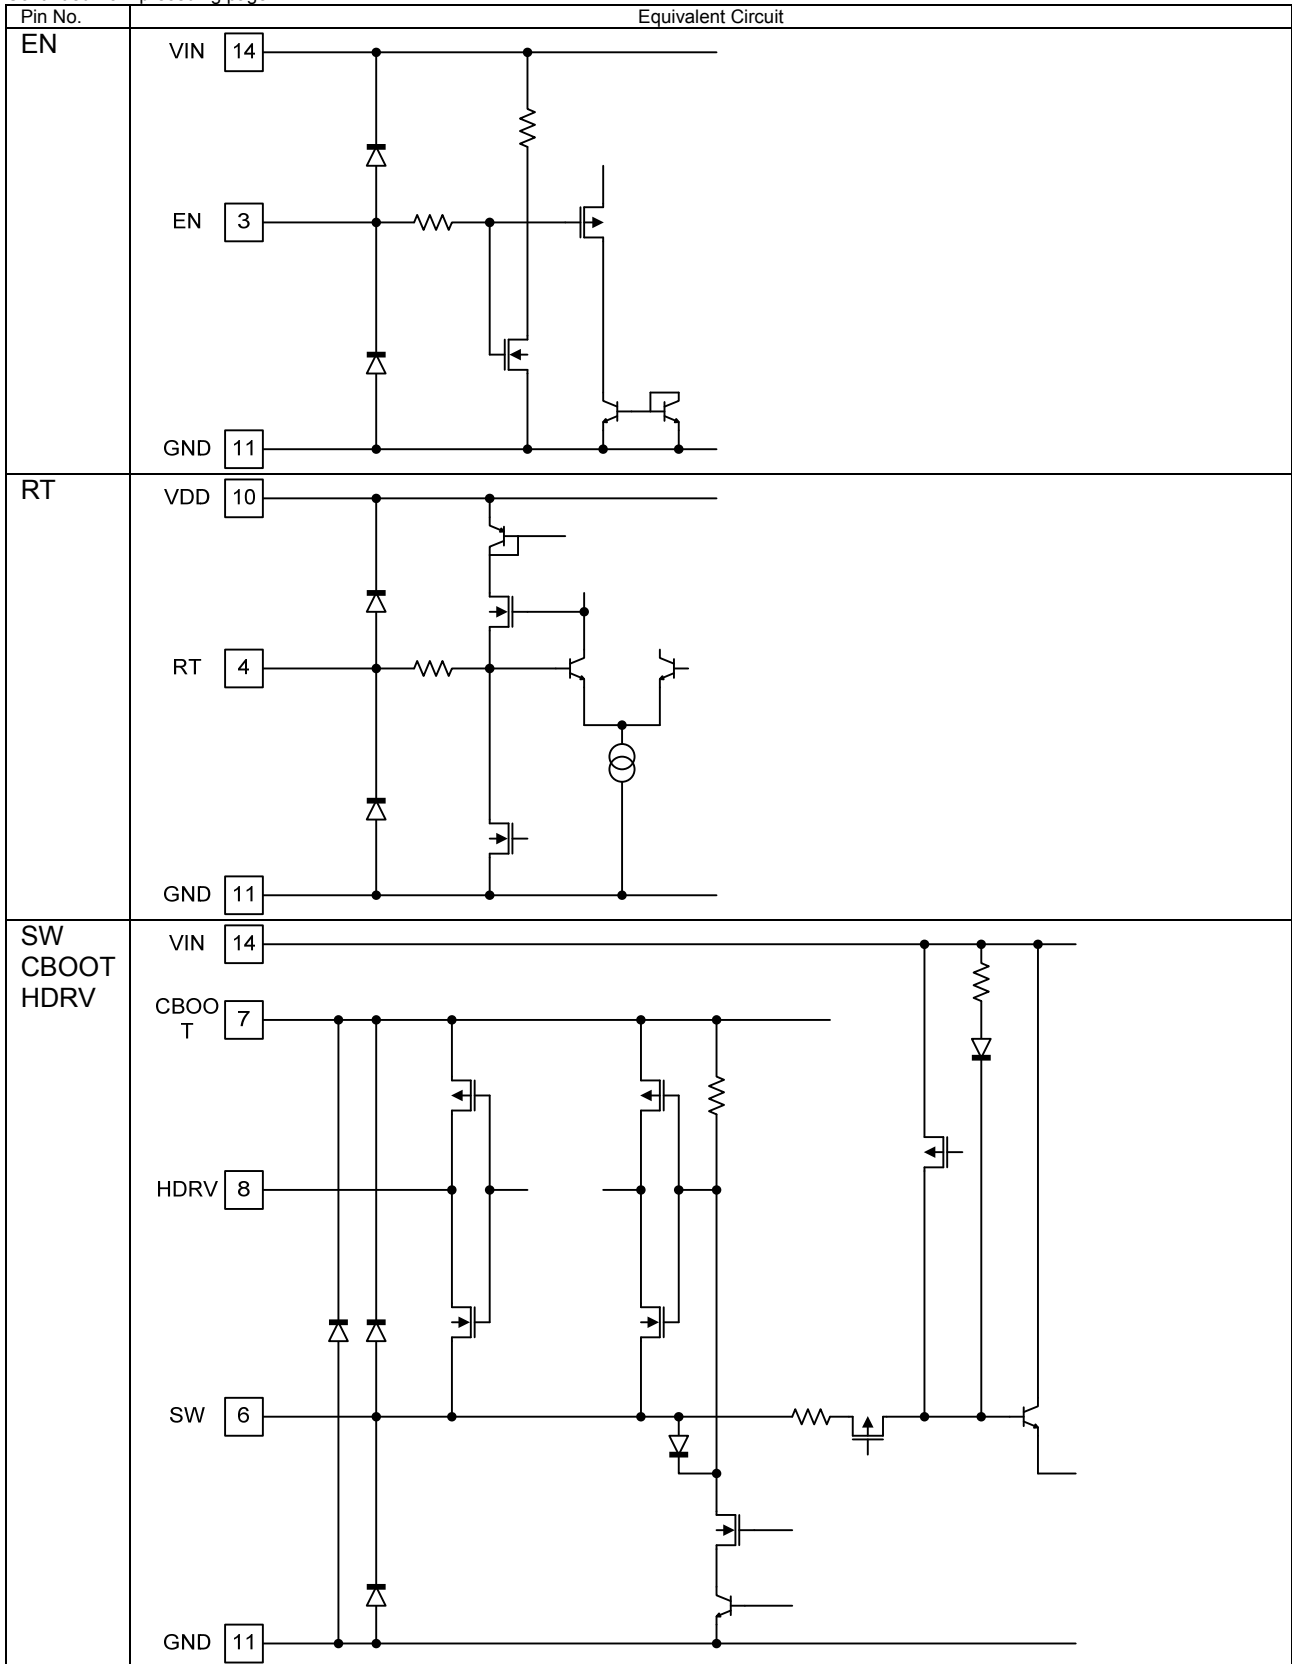 Pin No. Equivalent Circuit
EN
VIN 14
EN 3
GND 11
RT
VDD 10
RT 4
GND 11
SW
CBOOT
HDRV
VIN 14
CBOO
T 7
HDRV 8
SW 6
GND 11